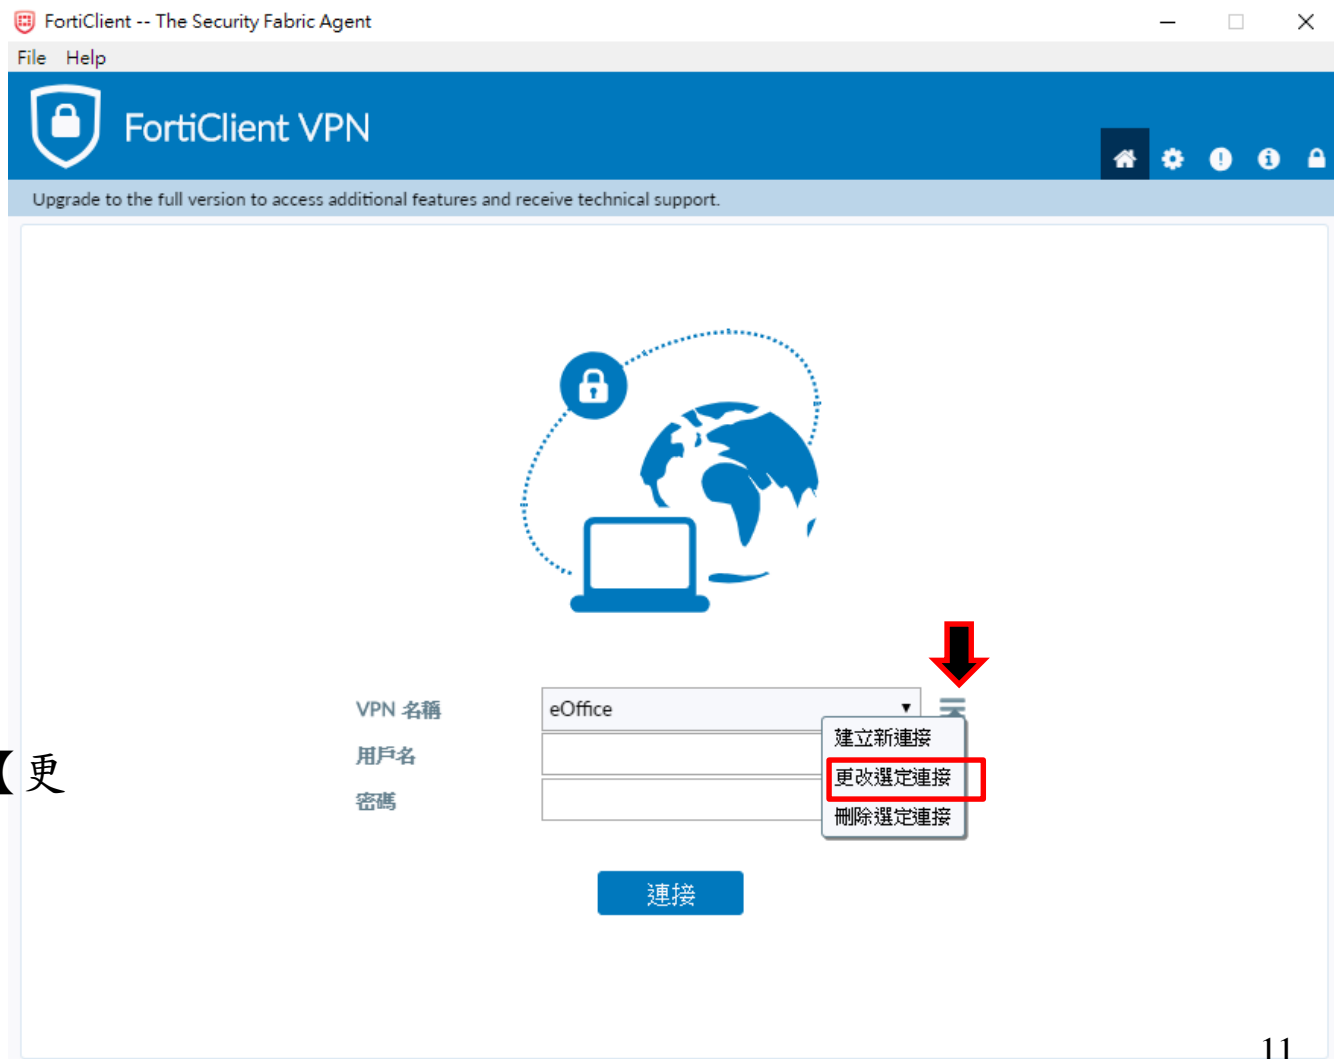 FortiClient -- The Security Fabric Agent
File Help
FortiClient VPN
Upgrade to the full version to access additional features and receive technical support.
VPN 名稱 eOffice
建立新連接
用戶名
【更
更改選定連接
密碼
刪除選定連接
連接
11